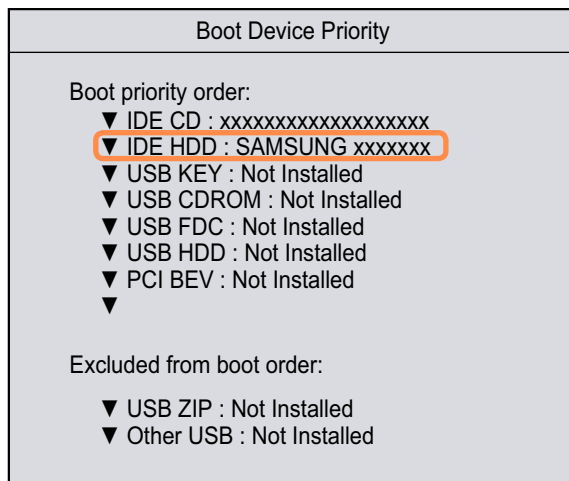 Boot Device Priority
Boot priority order:
▼ IDE CD : xxxxxxxxxxxxxxxxxxx
▼ IDE HDD : SAMSUNG xxxxxxx
▼ USB KEY : Not Installed
▼ USB CDROM : Not Installed
▼ USB FDC : Not Installed
▼ USB HDD : Not Installed
▼ PCI BEV : Not Installed
▼
Excluded from boot order:
▼ USB ZIP : Not Installed
▼ Other USB : Not Installed